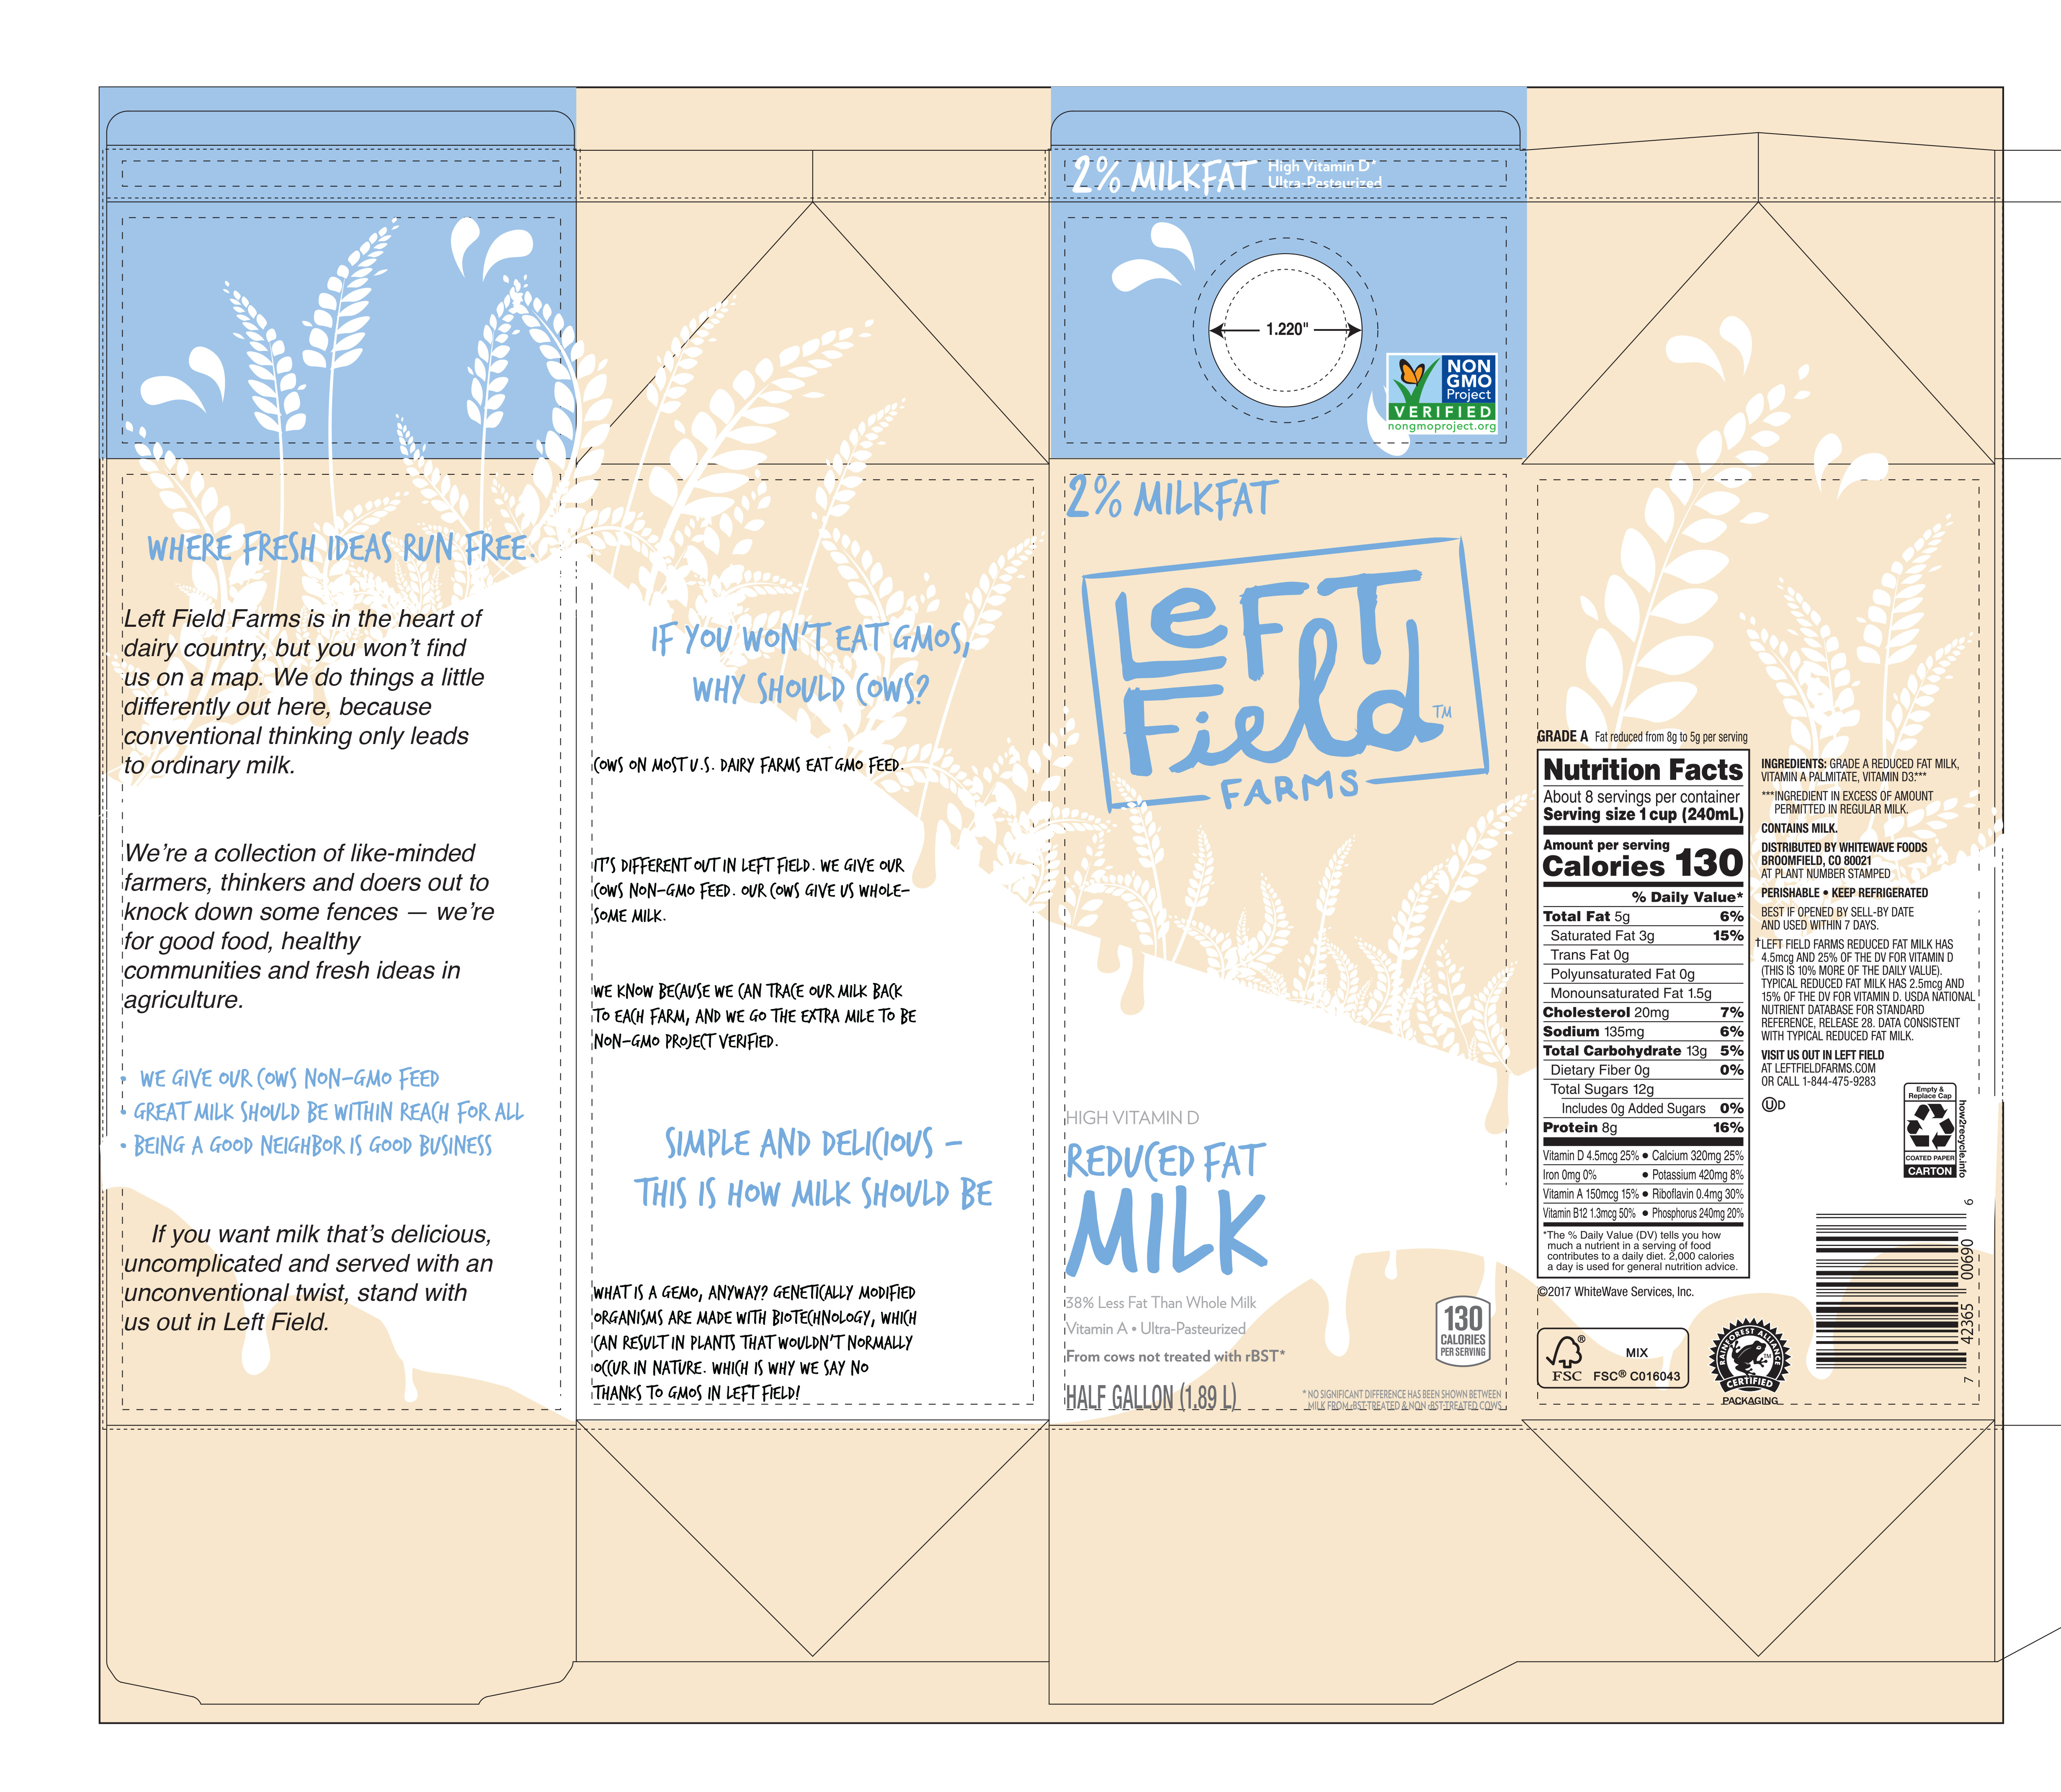 WHERE FRESH IDEAS RUN FREE.
Left Field Farms is in the heart of
dairy country, but you won't find
us on a map. We do things a little
differently out here, because
conventional thinking only leads
to ordinary milk.
We're a collection of like-minded
farmers, thinkers and doers out to
knock down some fences — we're
for good food, healthy
communities and fresh ideas in
agriculture.
• WE GIVE OUR COWS NON-GMO FEED
• GREAT MILK SHOULD BE WITHIN REACH FOR ALL
• BEING A GOOD NEIGHBOR IS GOOD BUSINESS
If you want milk that's delicious,
uncomplicated and served with an
unconventional twist, stand with
us out in Left Field.
IF YOU WON'T EAT GMOS,
WHY SHOULD COWS?
COWS ON MOST U.S. DAIRY FARMS EAT GMO FEED.
IT'S DIFFERENT OUT IN LEFT FIELD. WE GIVE OUR
COWS NON-GMO FEED. OUR COWS GIVE US WHOLE-
SOME MILK.
WE KNOW BECAUSE WE CAN TRACE OUR MILK BACK
TO EACH FARM, AND WE GO THE EXTRA MILE TO BE
NON-GMO PROJECT VERIFIED.
SIMPLE AND DELICIOUS -
THIS IS HOW MILK SHOULD BE
WHAT IS A GEMO, ANYWAY? GENETICALLY MODIFIED
ORGANISMS ARE MADE WITH BIOTECHNOLOGY, WHICH
CAN RESULT IN PLANTS THAT WOULDN'T NORMALLY
OCCUR IN NATURE. WHICH IS WHY WE SAY NO
THANKS TO GMOS IN LEFT FIELD!
2% MILKFAT
High Vitamin D*
Ultra-Pasteurized
1.220"
NON
GMO
Project
VERIFIED
nongmoproject.org
2% MILKFAT
LeFT
Field™
FARMS
HIGH VITAMIN D
REDUCED FAT
MILK
38% Less Fat Than Whole Milk
Vitamin A • Ultra-Pasteurized
From cows not treated with rBST*
HALF GALLON (1.89 L)
130
CALORIES
PER SERVING
* NO SIGNIFICANT DIFFERENCE HAS BEEN SHOWN BETWEEN
MILK FROM rBST-TREATED & NON rBST-TREATED COWS
GRADE A Fat reduced from 8g to 5g per serving
Nutrition Facts
About 8 servings per container
Serving size 1 cup (240mL)
Amount per serving
Calories 130
% Daily Value*
Total Fat 5g 6%
Saturated Fat 3g 15%
Trans Fat 0g
Polyunsaturated Fat 0g
Monounsaturated Fat 1.5g
Cholesterol 20mg 7%
Sodium 135mg 6%
Total Carbohydrate 13g 5%
Dietary Fiber 0g 0%
Total Sugars 12g
Includes 0g Added Sugars 0%
Protein 8g 16%
Vitamin D 4.5mcg 25% • Calcium 320mg 25%
Iron 0mg 0% • Potassium 420mg 8%
Vitamin A 150mcg 15% • Riboflavin 0.4mg 30%
Vitamin B12 1.3mcg 50% • Phosphorus 240mg 20%
*The % Daily Value (DV) tells you how
much a nutrient in a serving of food
contributes to a daily diet. 2,000 calories
a day is used for general nutrition advice.
©2017 WhiteWave Services, Inc.
FSC®
MIX
FSC® C016043
RAINFOREST ALLIANCE
TM
CERTIFIED
PACKAGING
INGREDIENTS: GRADE A REDUCED FAT MILK,
VITAMIN A PALMITATE, VITAMIN D3.***
***INGREDIENT IN EXCESS OF AMOUNT
PERMITTED IN REGULAR MILK.
CONTAINS MILK.
DISTRIBUTED BY WHITEWAVE FOODS
BROOMFIELD, CO 80021
AT PLANT NUMBER STAMPED
PERISHABLE • KEEP REFRIGERATED
BEST IF OPENED BY SELL-BY DATE
AND USED WITHIN 7 DAYS.
†LEFT FIELD FARMS REDUCED FAT MILK HAS
4.5mcg AND 25% OF THE DV FOR VITAMIN D
(THIS IS 10% MORE OF THE DAILY VALUE).
TYPICAL REDUCED FAT MILK HAS 2.5mcg AND
15% OF THE DV FOR VITAMIN D. USDA NATIONAL
NUTRIENT DATABASE FOR STANDARD
REFERENCE, RELEASE 28. DATA CONSISTENT
WITH TYPICAL REDUCED FAT MILK.
VISIT US OUT IN LEFT FIELD
AT LEFTFIELDFARMS.COM
OR CALL 1-844-475-9283
UD
Empty &
Replace Cap
COATED PAPER
CARTON
how2recycle.info
7 42365 00690 6